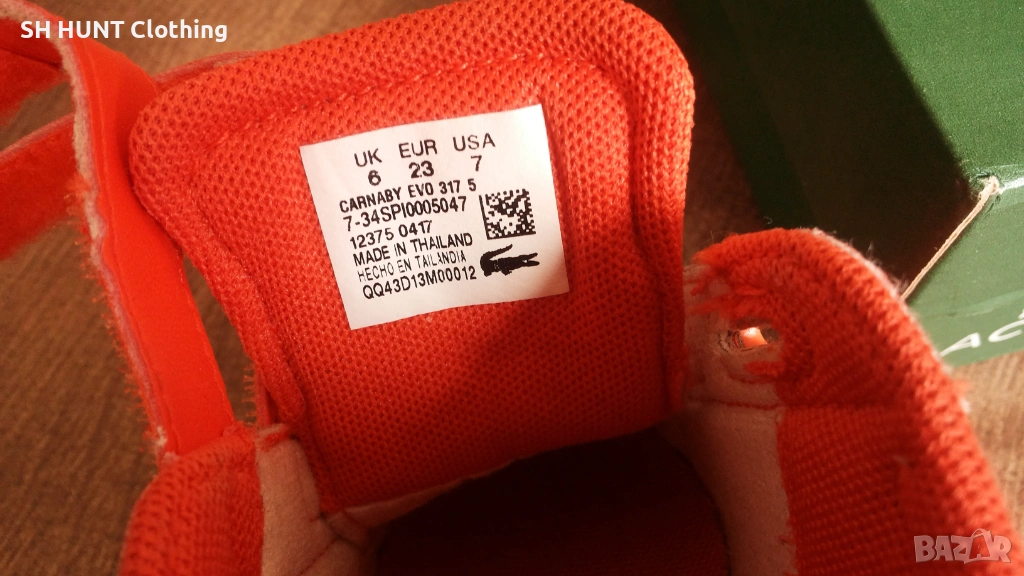 SH HUNT Clothing
UK EUR USA
6 23 7
CARNABY EVO 317 5
7-34SPI0005047
12375 0417
MADE IN THAILAND
HECHO EN TAILANDIA
QQ43D13M00012
BAZAR